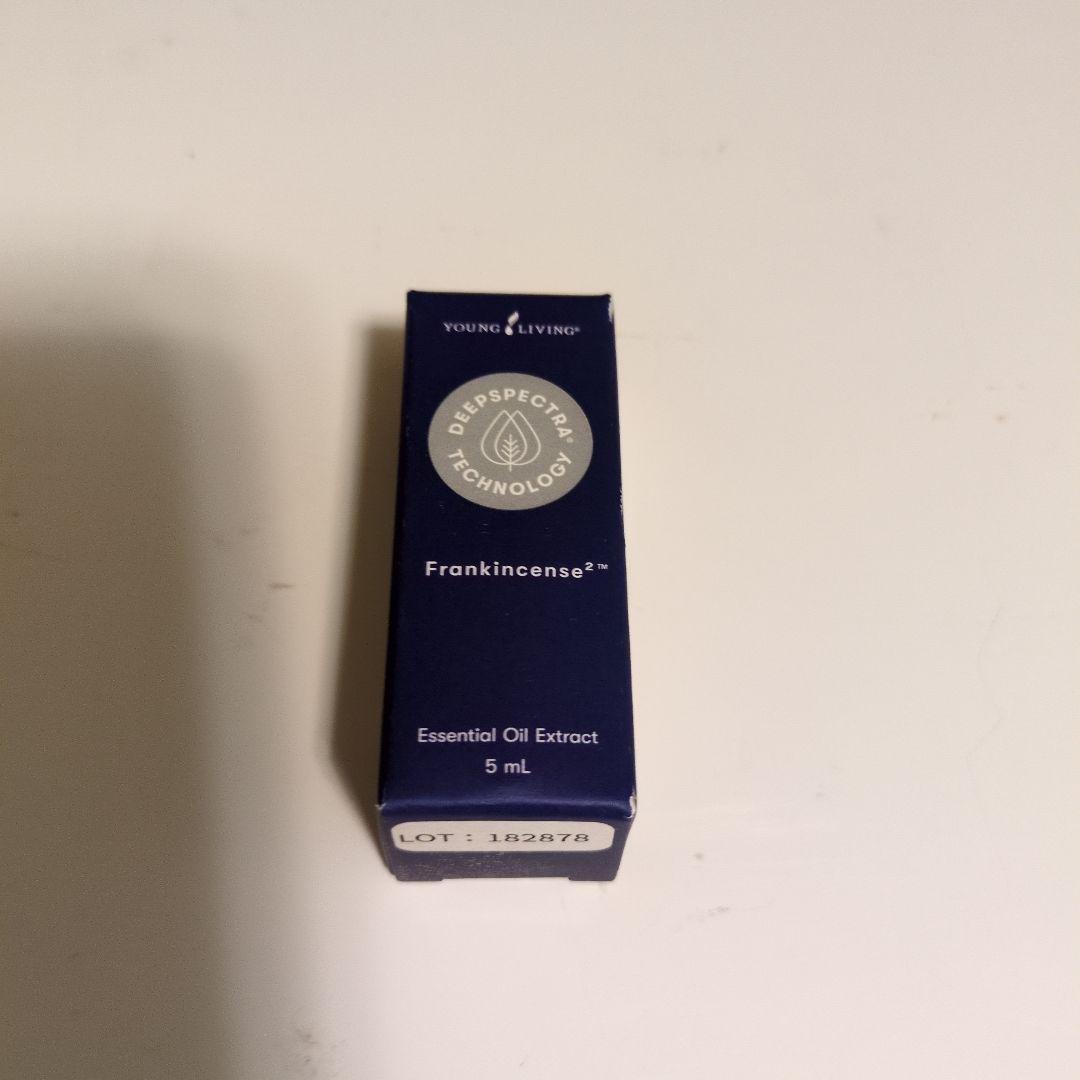 YOUNG LIVING®
DEEPSPECTRA®
TECHNOLOGY
Frankincense²™
Essential Oil Extract
5 mL
LOT : 182878